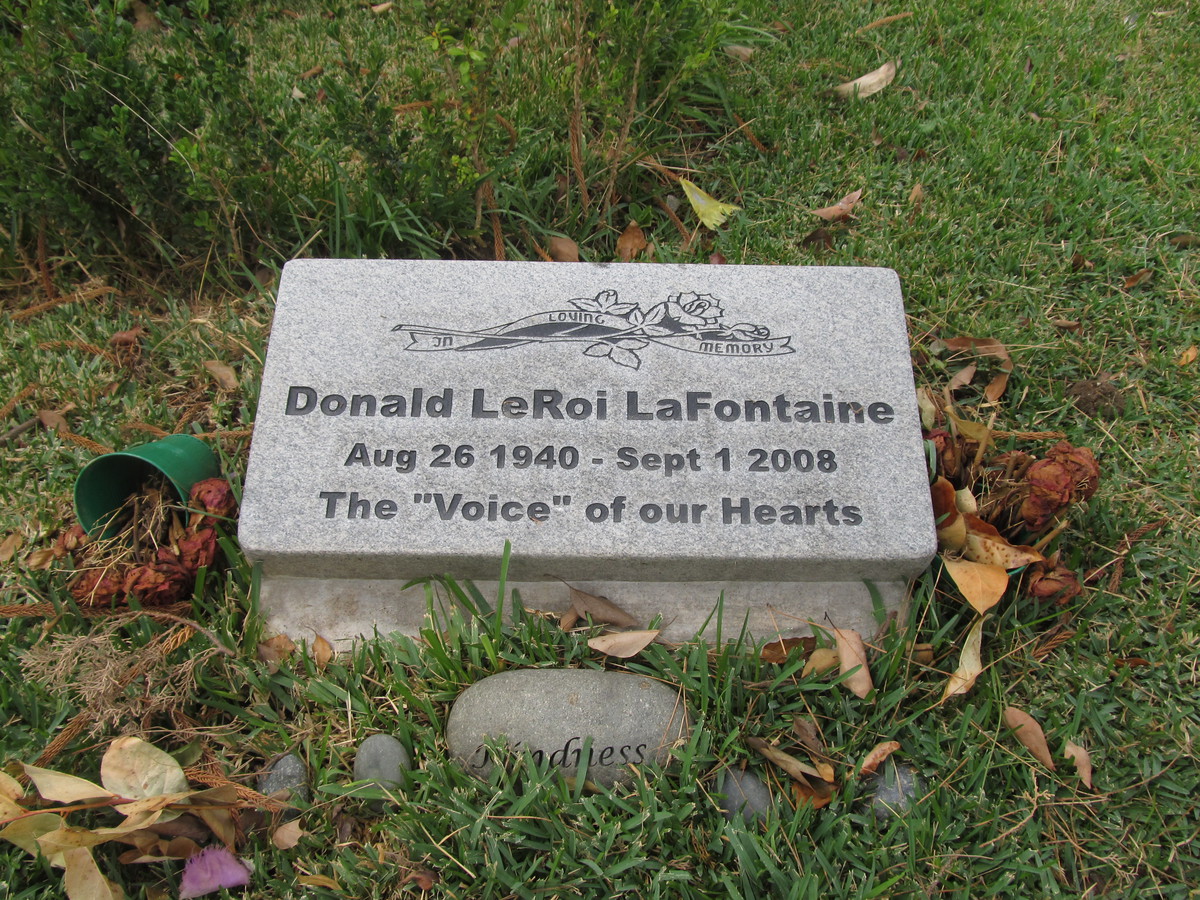 IN LOVING MEMORY
Donald LeRoi LaFontaine
Aug 26 1940 - Sept 1 2008
The "Voice" of our Hearts
Kindness